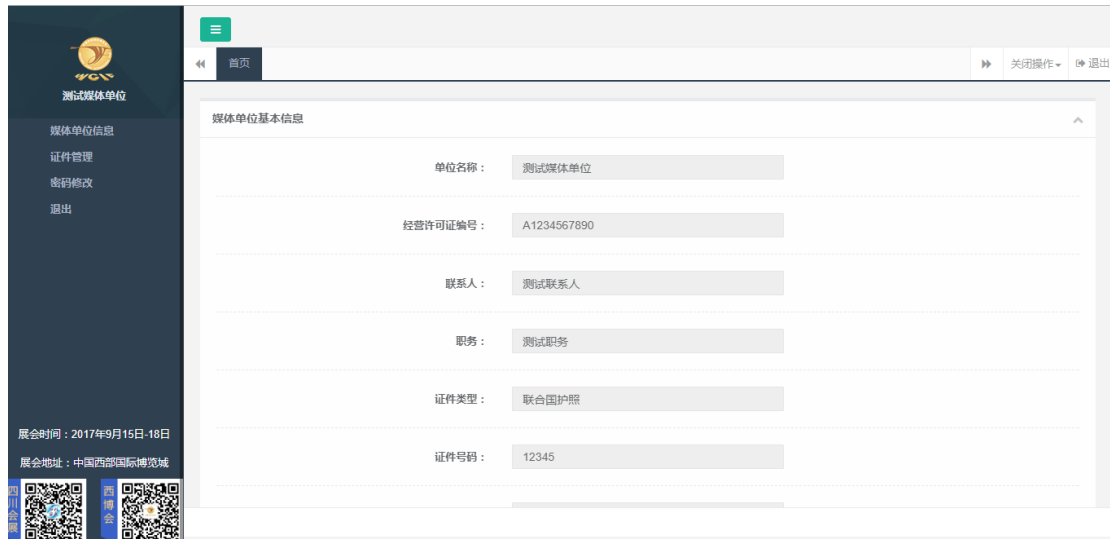 WCIF
测试媒体单位
媒体单位信息
证件管理
密码修改
退出
展会时间：2017年9月15日-18日
展会地址：中国西部国际博览城
四川会展
西博会
首页
关闭操作
退出
媒体单位基本信息
单位名称：
测试媒体单位
经营许可证编号：
A1234567890
联系人：
测试联系人
职务：
测试职务
证件类型：
联合国护照
证件号码：
12345